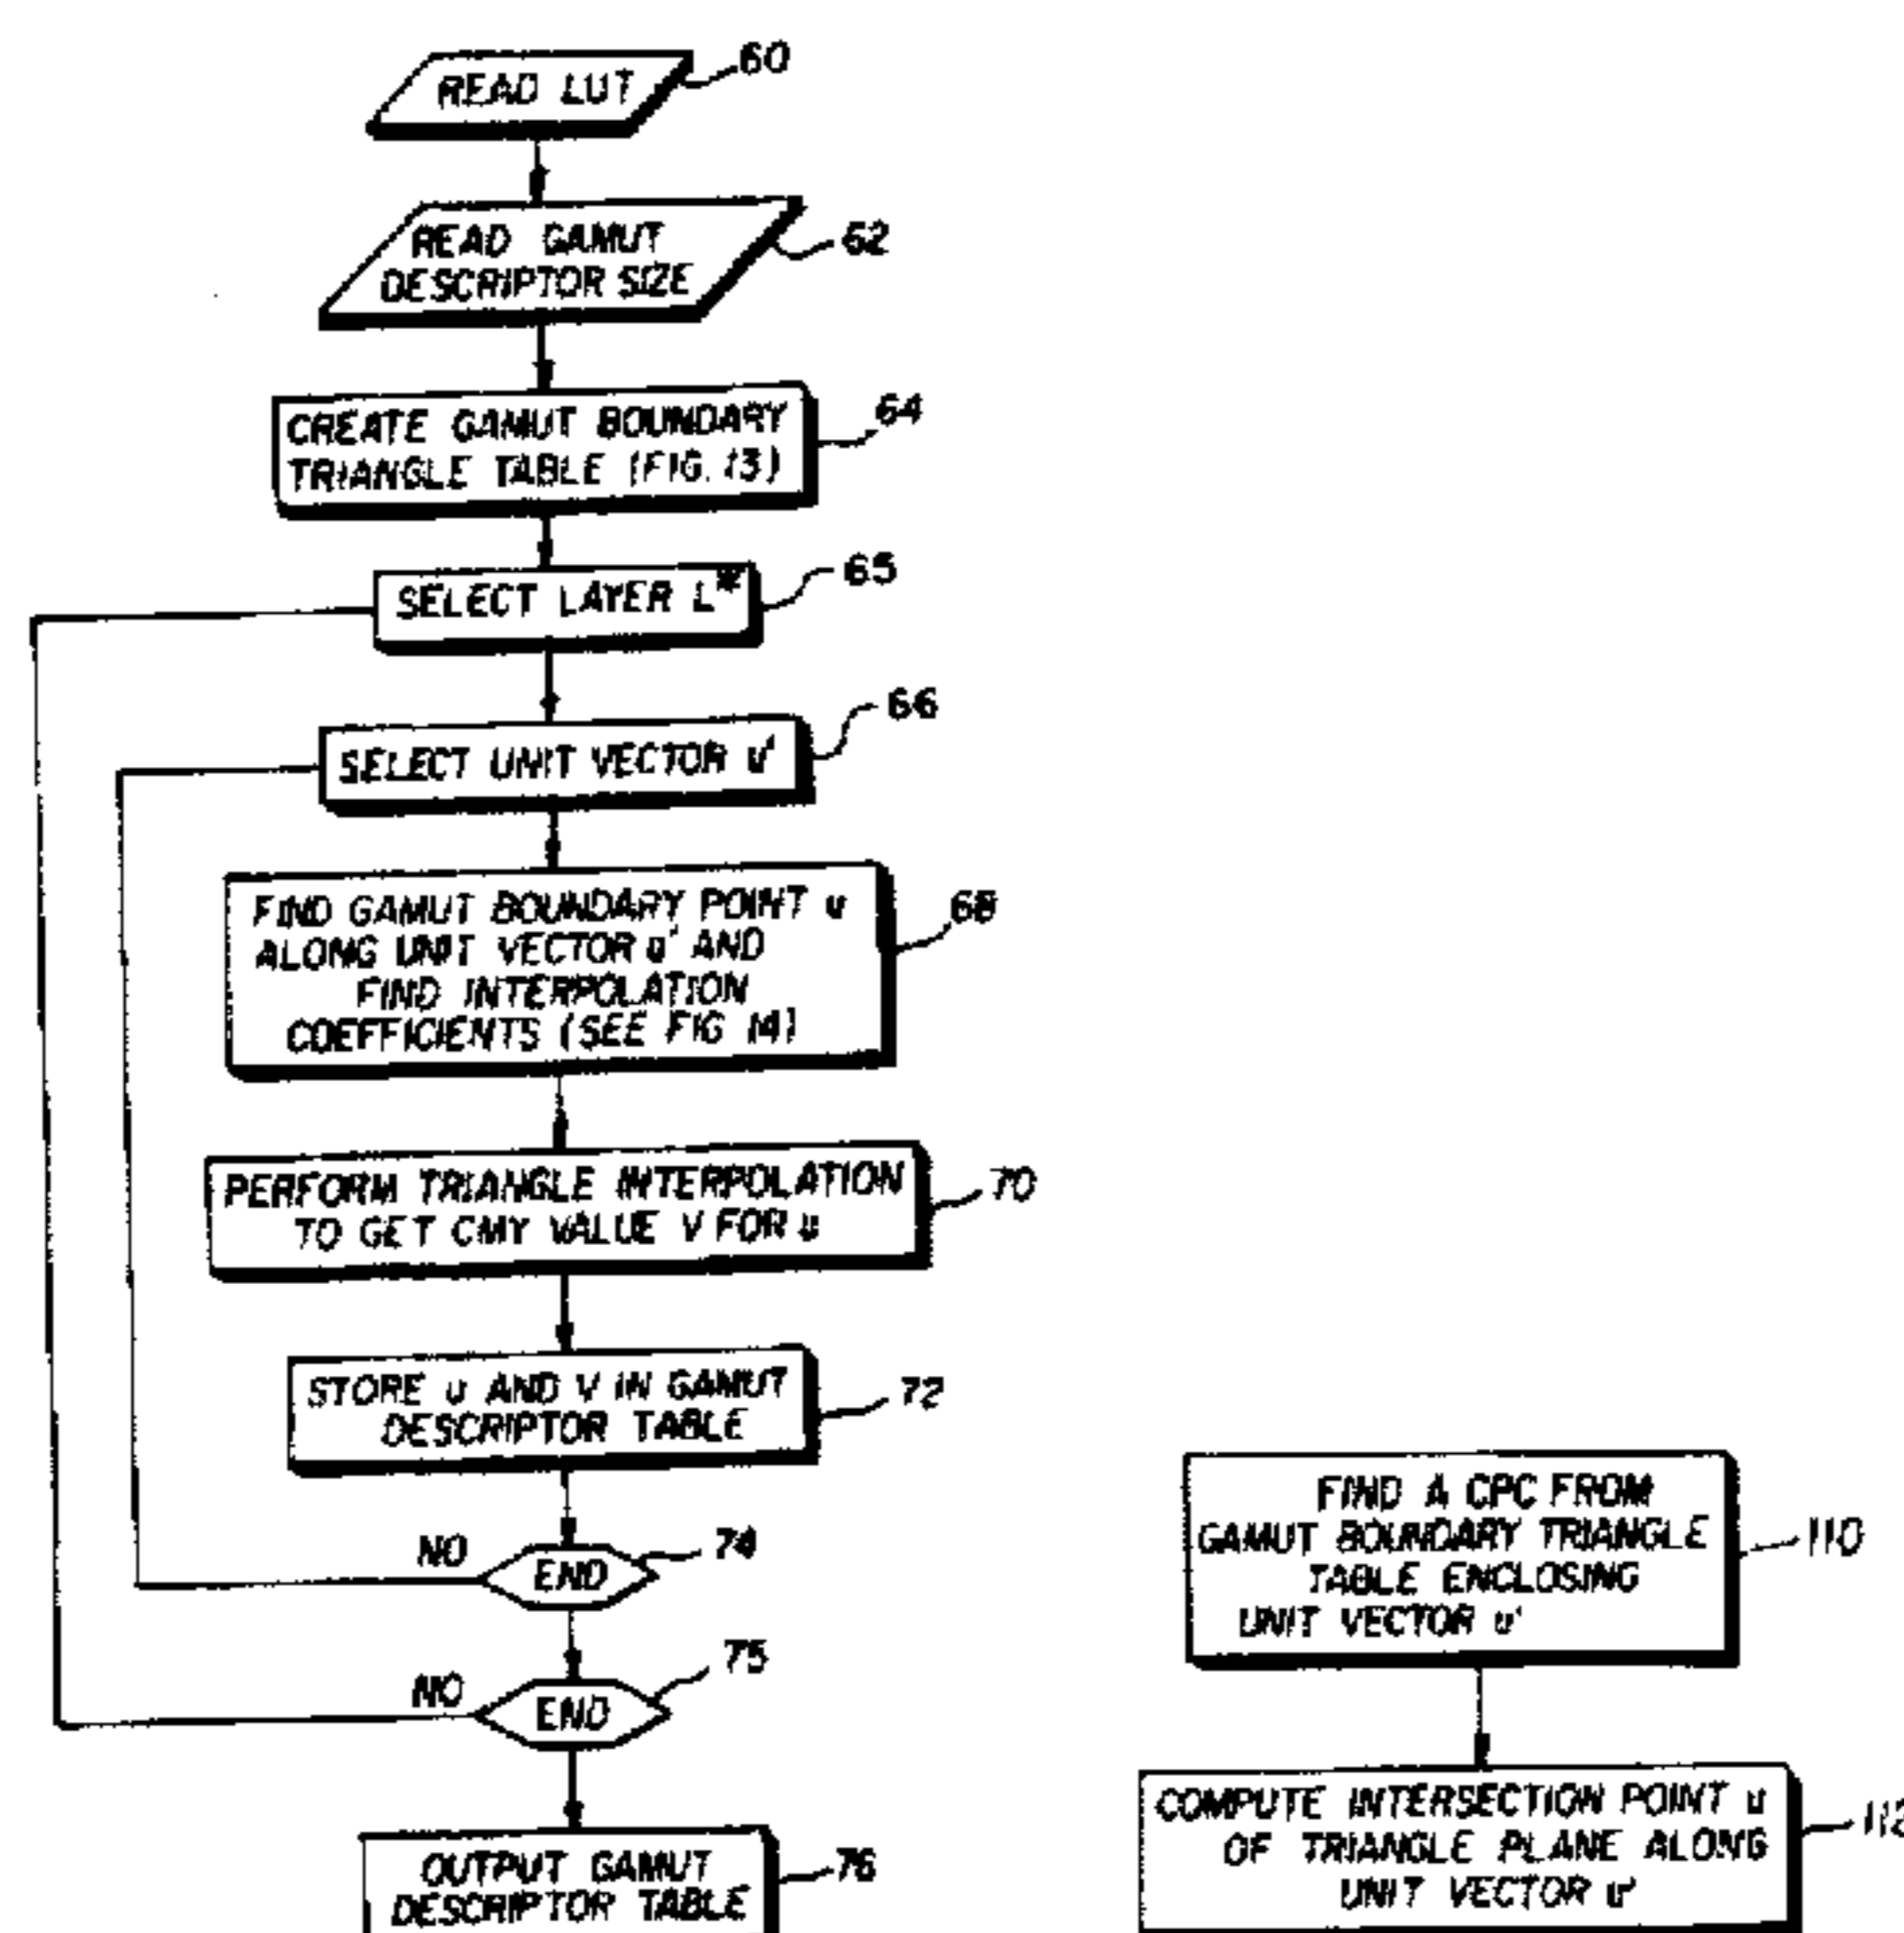 READ LUT
60
READ GAMUT
DESCRIPTOR SIZE
62
CREATE GAMUT BOUNDARY
TRIANGLE TABLE (FIG. 13)
64
SELECT LAYER L*
65
SELECT UNIT VECTOR u'
66
FIND GAMUT BOUNDARY POINT u
ALONG UNIT VECTOR u' AND
FIND INTERPOLATION
COEFFICIENTS (SEE FIG 14)
68
PERFORM TRIANGLE INTERPOLATION
TO GET CMY VALUE V FOR u
70
STORE u AND V IN GAMUT
DESCRIPTOR TABLE
72
NO
END
74
NO
END
75
OUTPUT GAMUT
DESCRIPTOR TABLE
76
FIND A CPC FROM
GAMUT BOUNDARY TRIANGLE
TABLE ENCLOSING
UNIT VECTOR u'
110
COMPUTE INTERSECTION POINT u
OF TRIANGLE PLANE ALONG
UNIT VECTOR u'
112